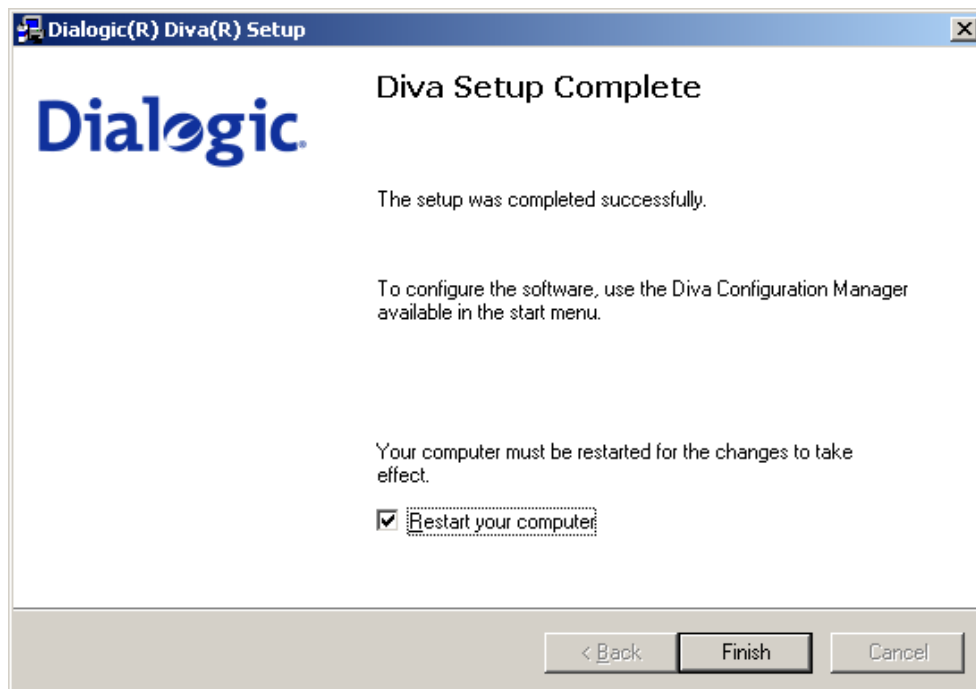 Dialogic(R) Diva(R) Setup
Dialogic.
Diva Setup Complete
The setup was completed successfully.
To configure the software, use the Diva Configuration Manager
available in the start menu.
Your computer must be restarted for the changes to take
effect.
Restart your computer
< Back
Finish
Cancel